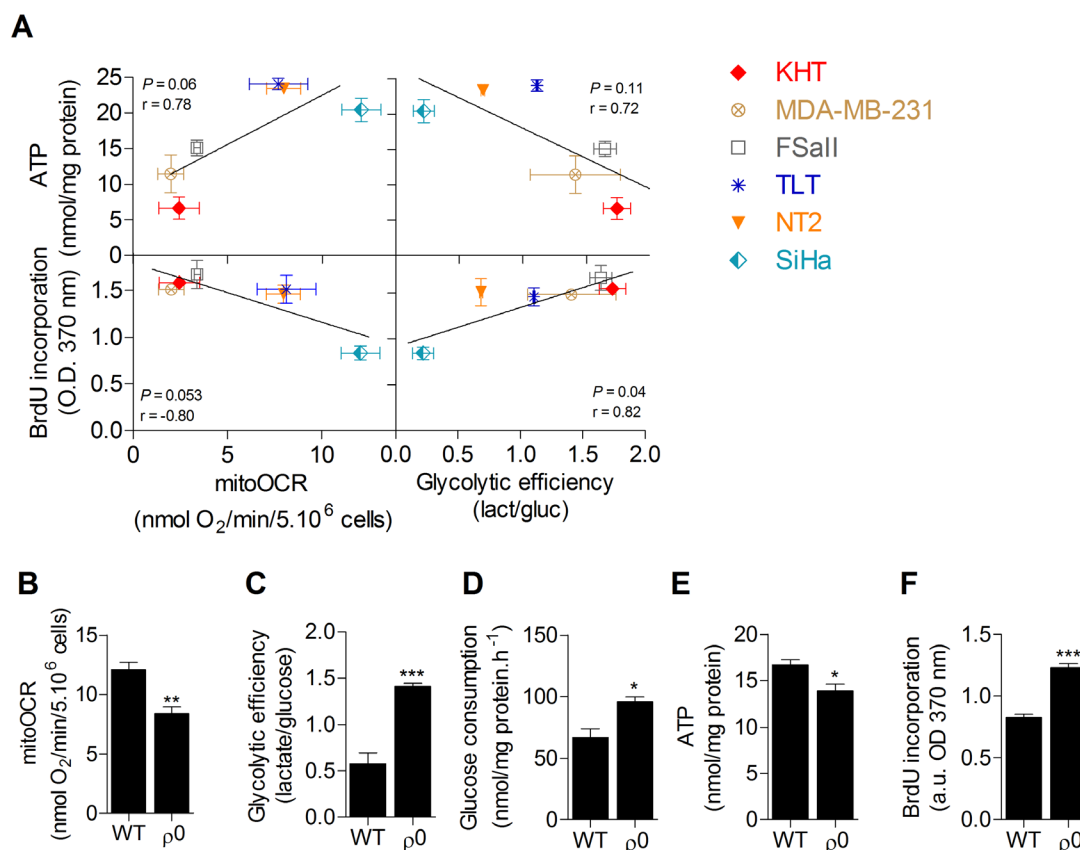 A
KHT
MDA-MB-231
FSaII
TLT
NT2
SiHa
ATP
(nmol/mg protein)
25
20
15
10
5
0
P = 0.06
r = 0.78
P = 0.11
r = 0.72
BrdU incorporation
(O.D. 370 nm)
1.5
1.0
0.5
0.0
P = 0.053
r = -0.80
P = 0.04
r = 0.82
0 5 10 0.0 0.5 1.0 1.5 2.0
mitoOCR
(nmol O2/min/5.10^6 cells)
Glycolytic efficiency
(lact/gluc)
B
mitoOCR
(nmol O2/min/5.10^6 cells)
15
10
5
0
**
WT ρ0
C
Glycolytic efficiency
(lactate/glucose)
2.0
1.5
1.0
0.5
0.0
***
WT ρ0
D
Glucose consumption
(nmol/mg protein.h^-1)
150
100
50
0
*
WT ρ0
E
ATP
(nmol/mg protein)
20
15
10
5
0
*
WT ρ0
F
BrdU incorporation
(a.u. OD 370 nm)
1.5
1.0
0.5
0.0
***
WT ρ0